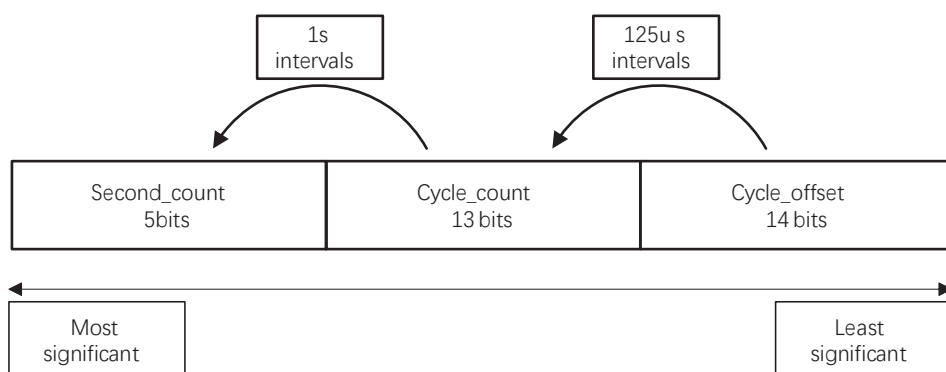 1s
intervals
125u s
intervals
Second_count
5bits
Cycle_count
13 bits
Cycle_offset
14 bits
Most
significant
Least
significant